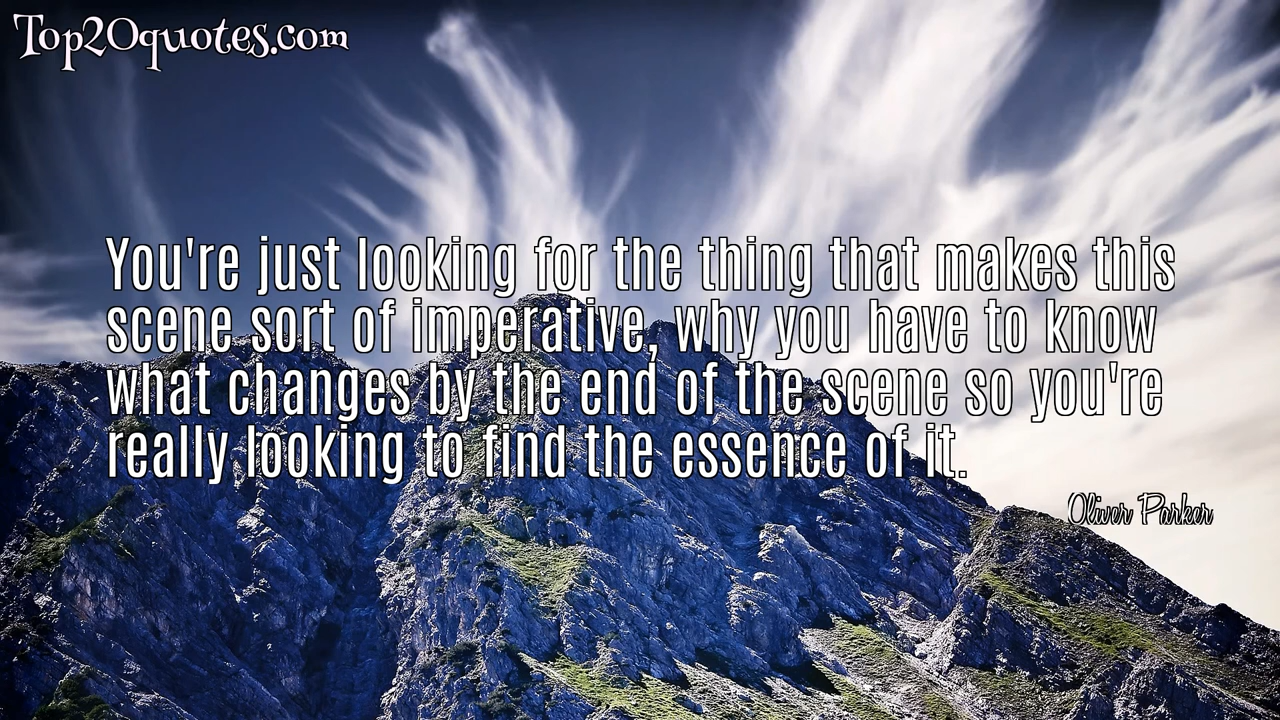 Top20quotes.com
You're just looking for the thing that makes this
scene sort of imperative, why you have to know
what changes by the end of the scene so you're
really looking to find the essence of it.
Oliver Parker